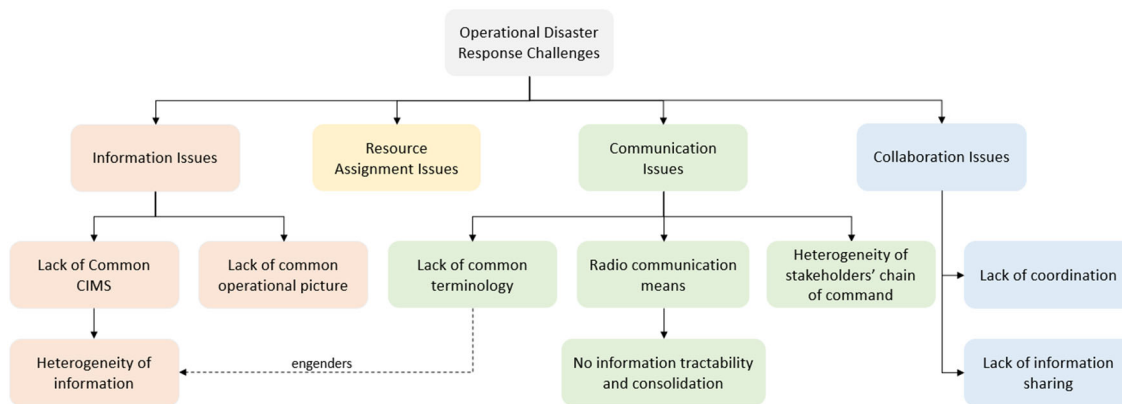 Operational Disaster
Response Challenges
Information Issues
Resource
Assignment Issues
Communication
Issues
Collaboration Issues
Lack of Common
CIMS
Lack of common
operational picture
Lack of common
terminology
Radio communication
means
Heterogeneity of
stakeholders’ chain
of command
Lack of coordination
Heterogeneity of
information
engenders
No information tractability
and consolidation
Lack of information
sharing